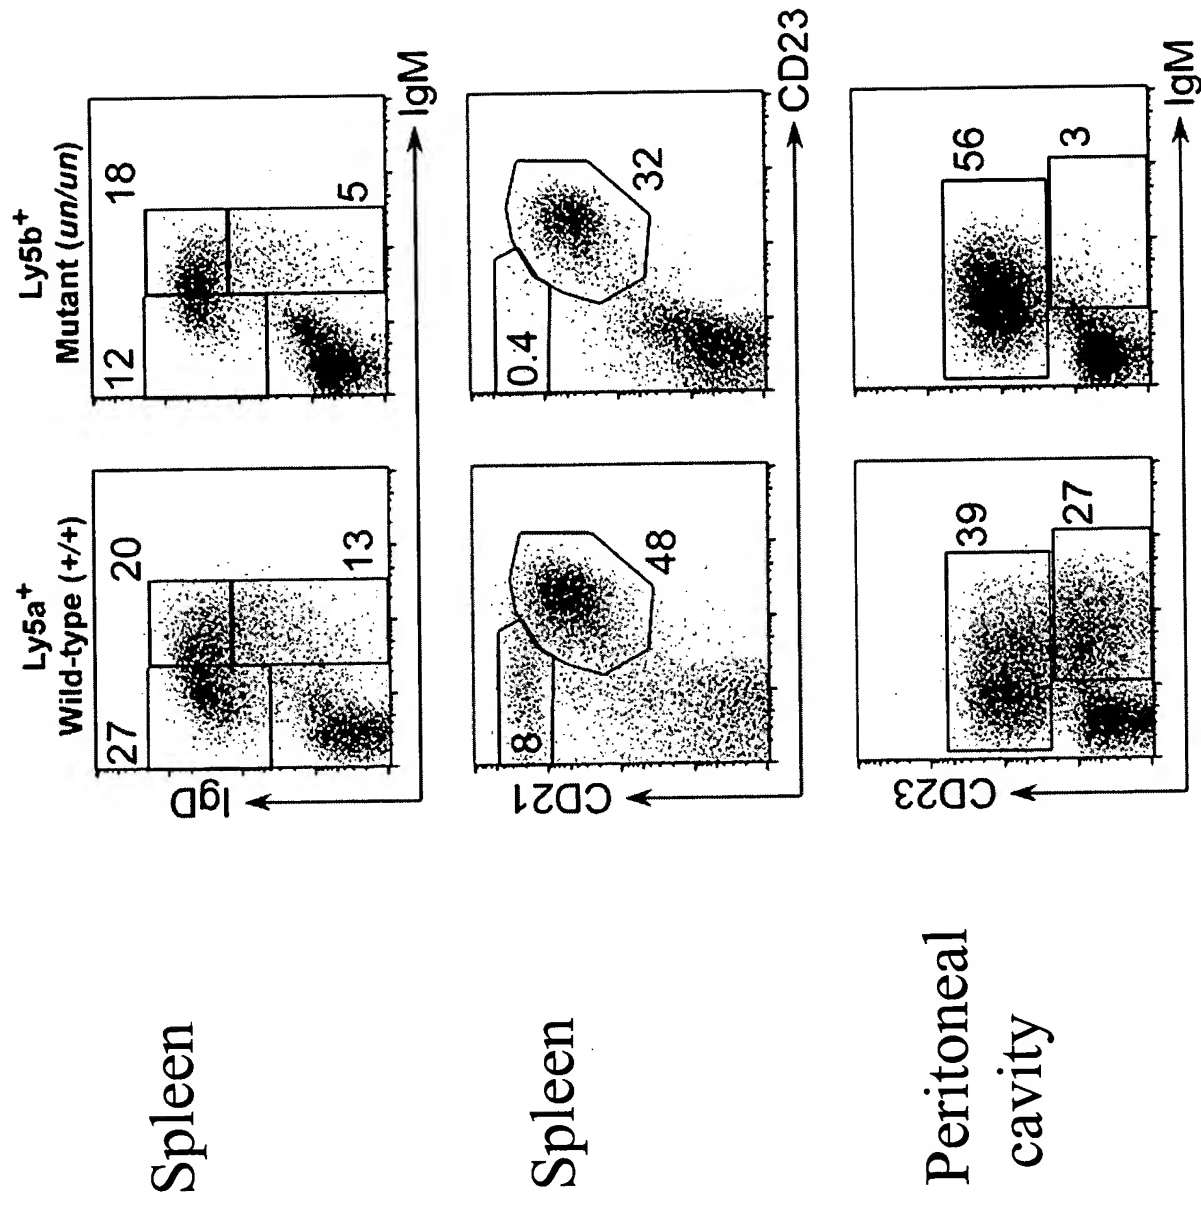 Ly5a⁺
Wild-type (+/+)
Ly5b⁺
Mutant (un/un)
Spleen
IgD
27
20
13
12
18
5
IgM
Spleen
CD21
8
48
0.4
32
CD23
Peritoneal
cavity
CD23
39
27
56
3
IgM